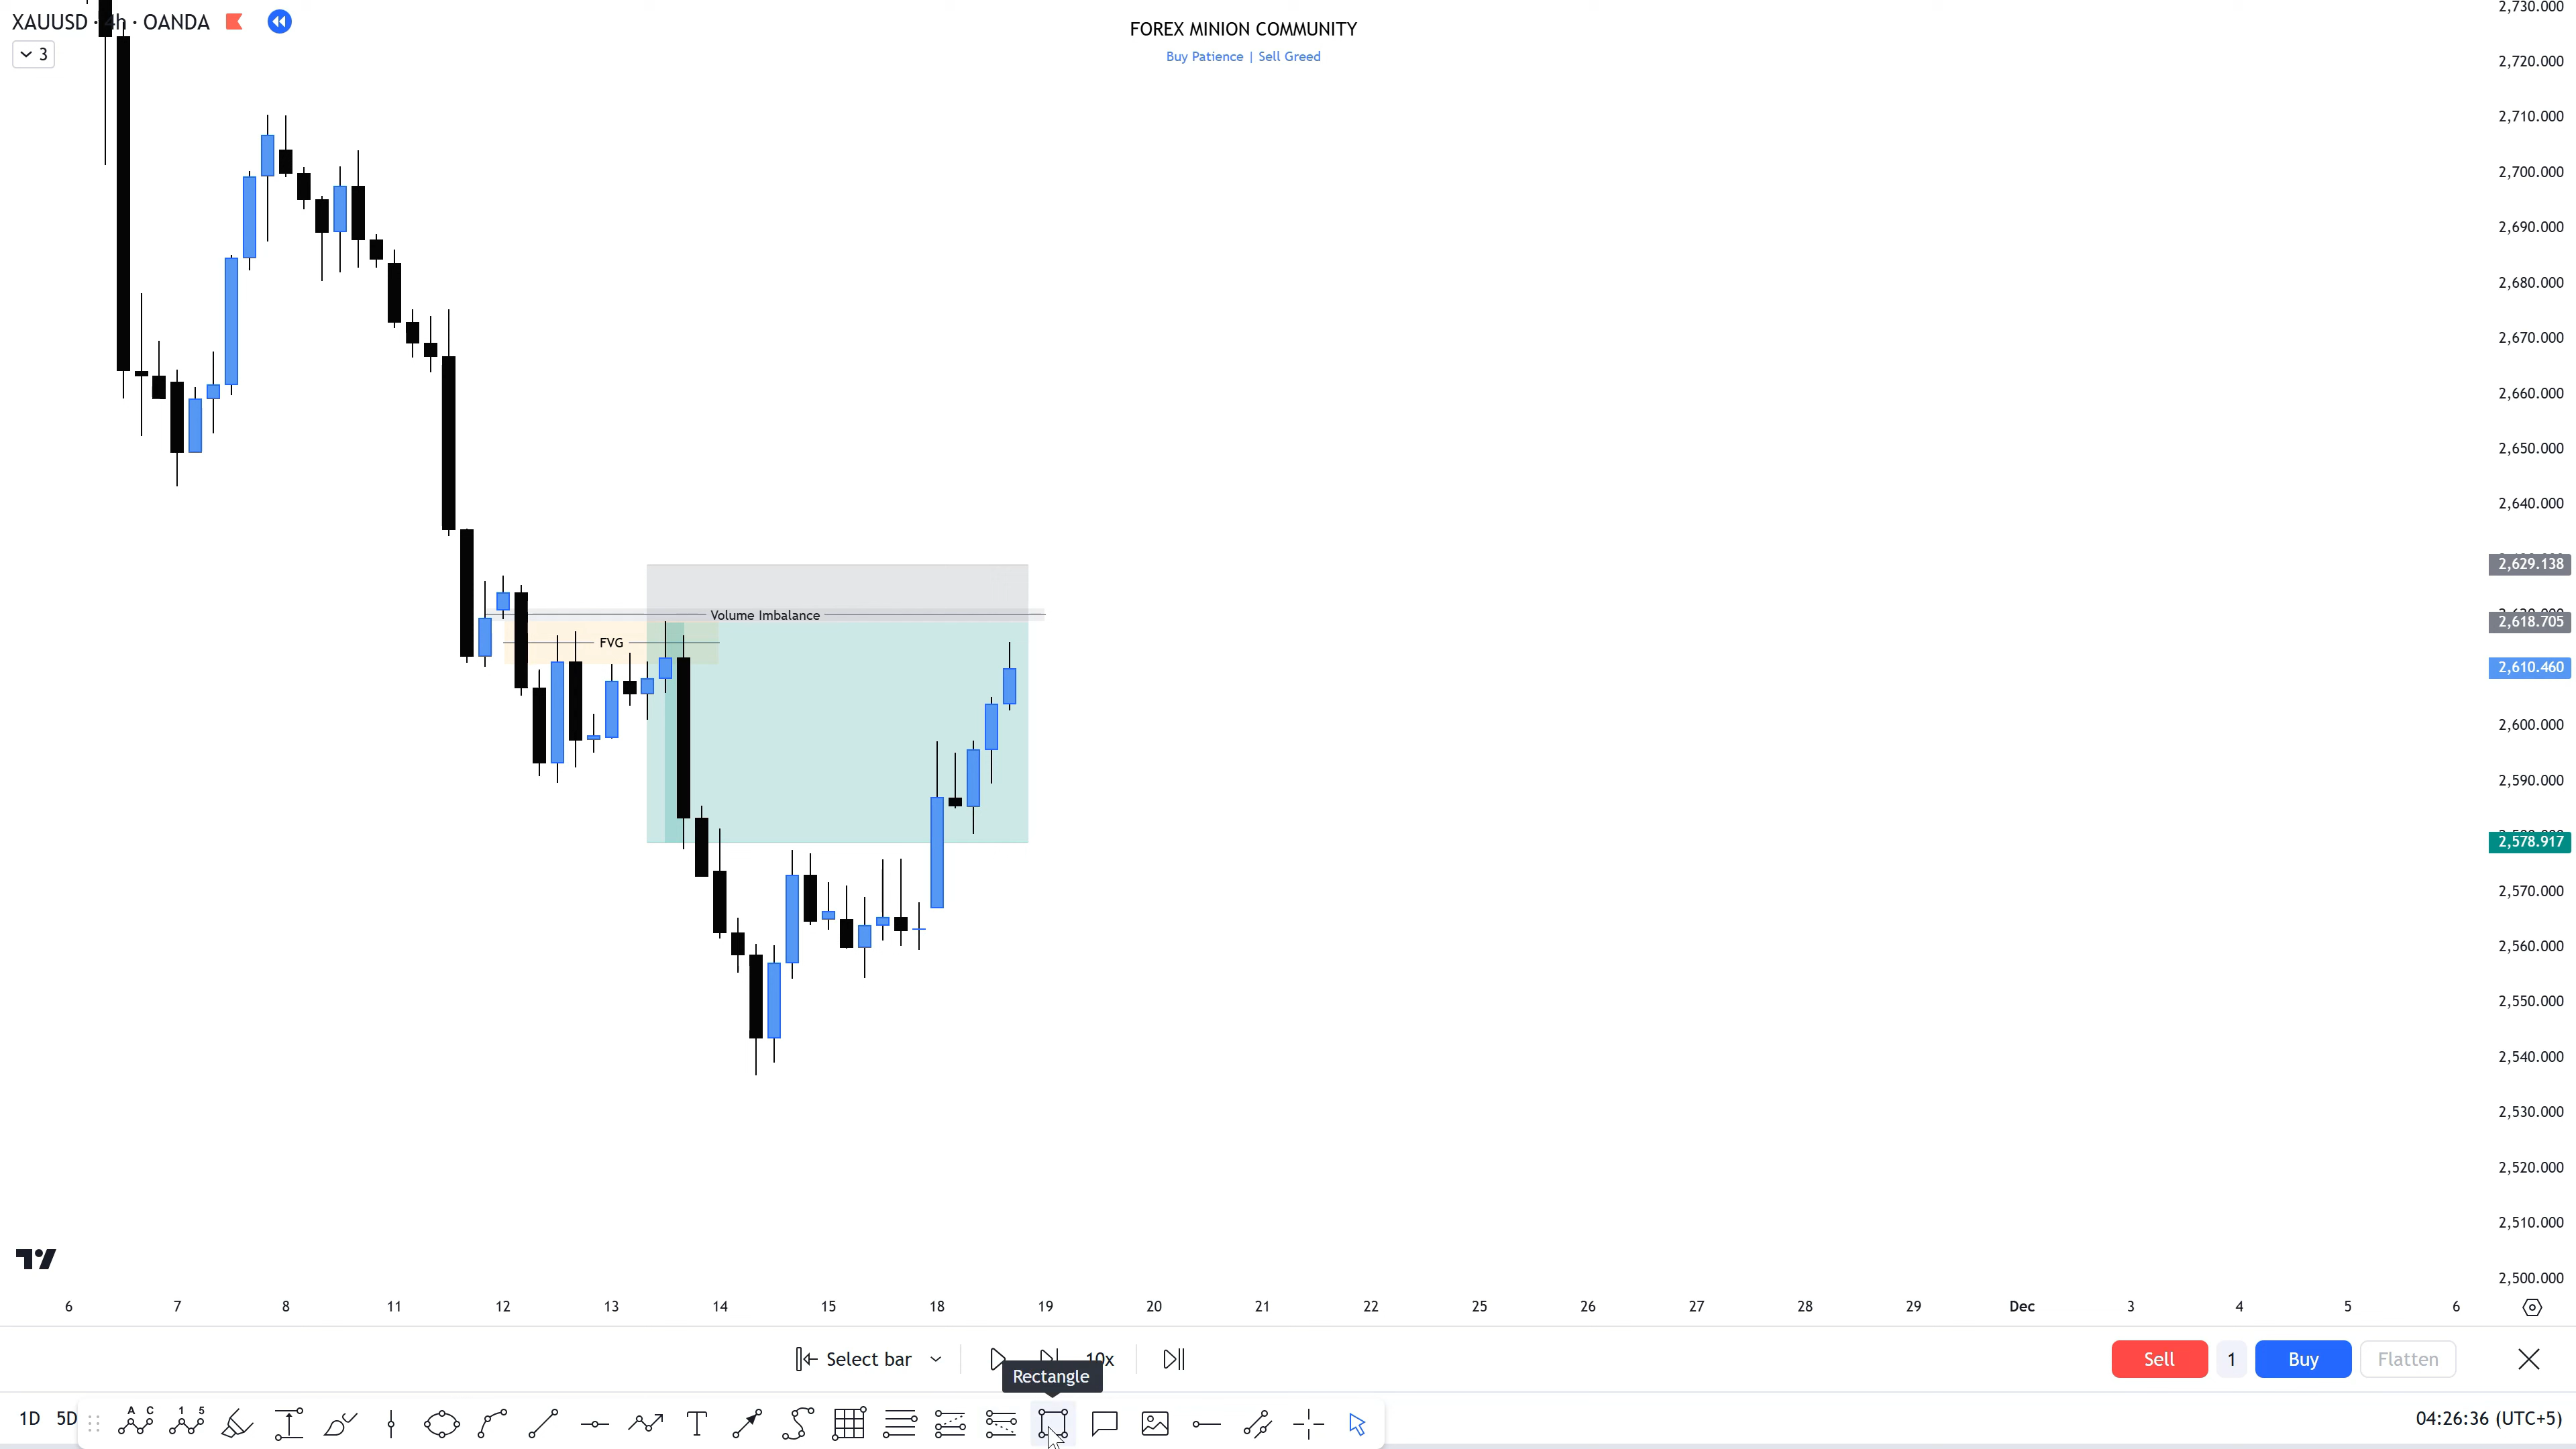 XAUUSD · 4h · OANDA
3
FOREX MINION COMMUNITY
Buy Patience | Sell Greed
2,730.000
2,720.000
2,710.000
2,700.000
2,690.000
2,680.000
2,670.000
2,660.000
2,650.000
2,640.000
2,629.138
2,618.705
2,610.460
2,600.000
2,590.000
2,578.917
2,570.000
2,560.000
2,550.000
2,540.000
2,530.000
2,520.000
2,510.000
2,500.000
Volume Imbalance
FVG
6 7 8 11 12 13 14 15 18 19 20 21 22 25 26 27 28 29 Dec 3 4 5 6
Select bar
10x
Sell 1 Buy Flatten
Rectangle
1D 5D
A C
1 5
T
04:26:36 (UTC+5)